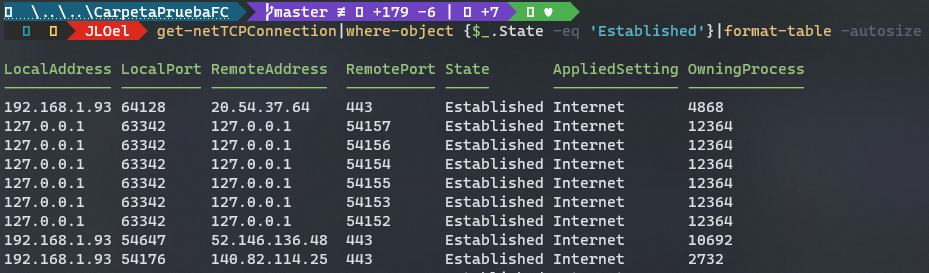 \..\..\CarpetaPruebaFC master ≢ +179 -6 | +7 ♥
JLOel get-netTCPConnection|where-object {$_.State -eq 'Established'}|format-table -autosize
LocalAddress LocalPort RemoteAddress RemotePort State AppliedSetting OwningProcess
192.168.1.93 64128 20.54.37.64 443 Established Internet 4868
127.0.0.1 63342 127.0.0.1 54157 Established Internet 12364
127.0.0.1 63342 127.0.0.1 54156 Established Internet 12364
127.0.0.1 63342 127.0.0.1 54154 Established Internet 12364
127.0.0.1 63342 127.0.0.1 54155 Established Internet 12364
127.0.0.1 63342 127.0.0.1 54153 Established Internet 12364
127.0.0.1 63342 127.0.0.1 54152 Established Internet 12364
192.168.1.93 54647 52.146.136.48 443 Established Internet 10692
192.168.1.93 54176 140.82.114.25 443 Established Internet 2732